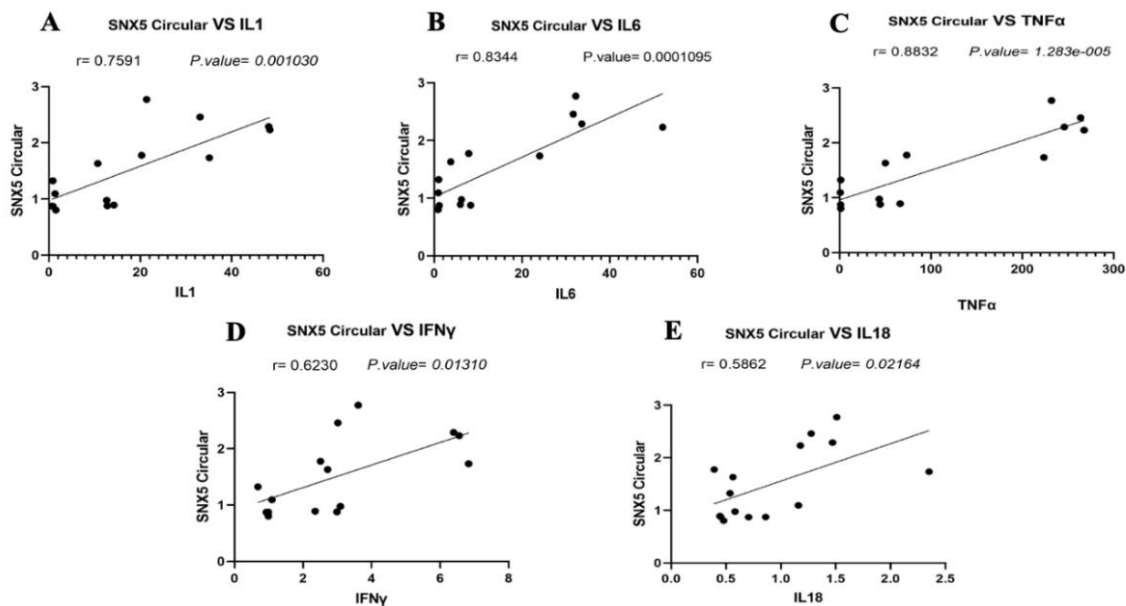 A
SNX5 Circular VS IL1
r= 0.7591 P.value= 0.001030
SNX5 Circular
3
2
1
0
0 20 40 60
IL1
B
SNX5 Circular VS IL6
r= 0.8344 P.value= 0.0001095
SNX5 Circular
3
2
1
0
0 20 40 60
IL6
C
SNX5 Circular VS TNFα
r= 0.8832 P.value= 1.283e-005
SNX5 Circular
3
2
1
0
0 100 200 300
TNFα
D
SNX5 Circular VS IFNγ
r= 0.6230 P.value= 0.01310
SNX5 Circular
3
2
1
0
0 2 4 6 8
IFNγ
E
SNX5 Circular VS IL18
r= 0.5862 P.value= 0.02164
SNX5 Circular
3
2
1
0
0.0 0.5 1.0 1.5 2.0 2.5
IL18